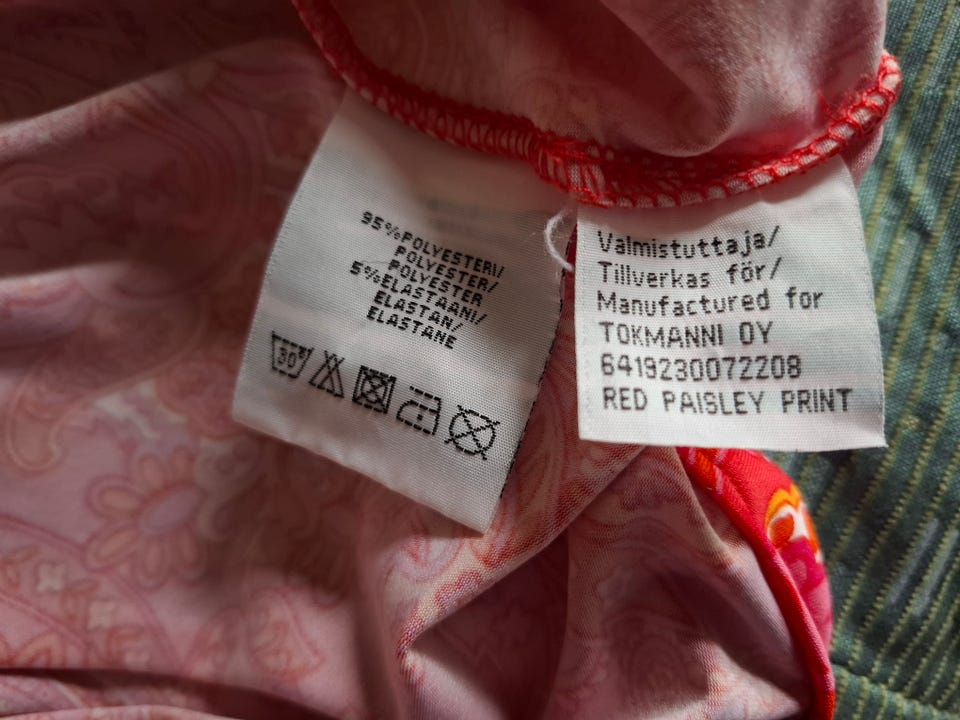 95%POLYESTERI/
POLYESTER/
POLYESTER
5%ELASTAANI/
ELASTAN/
ELASTANE
30°
Valmistuttaja/
Tillverkas för/
Manufactured for
TOKMANNI OY
6419230072208
RED PAISLEY PRINT